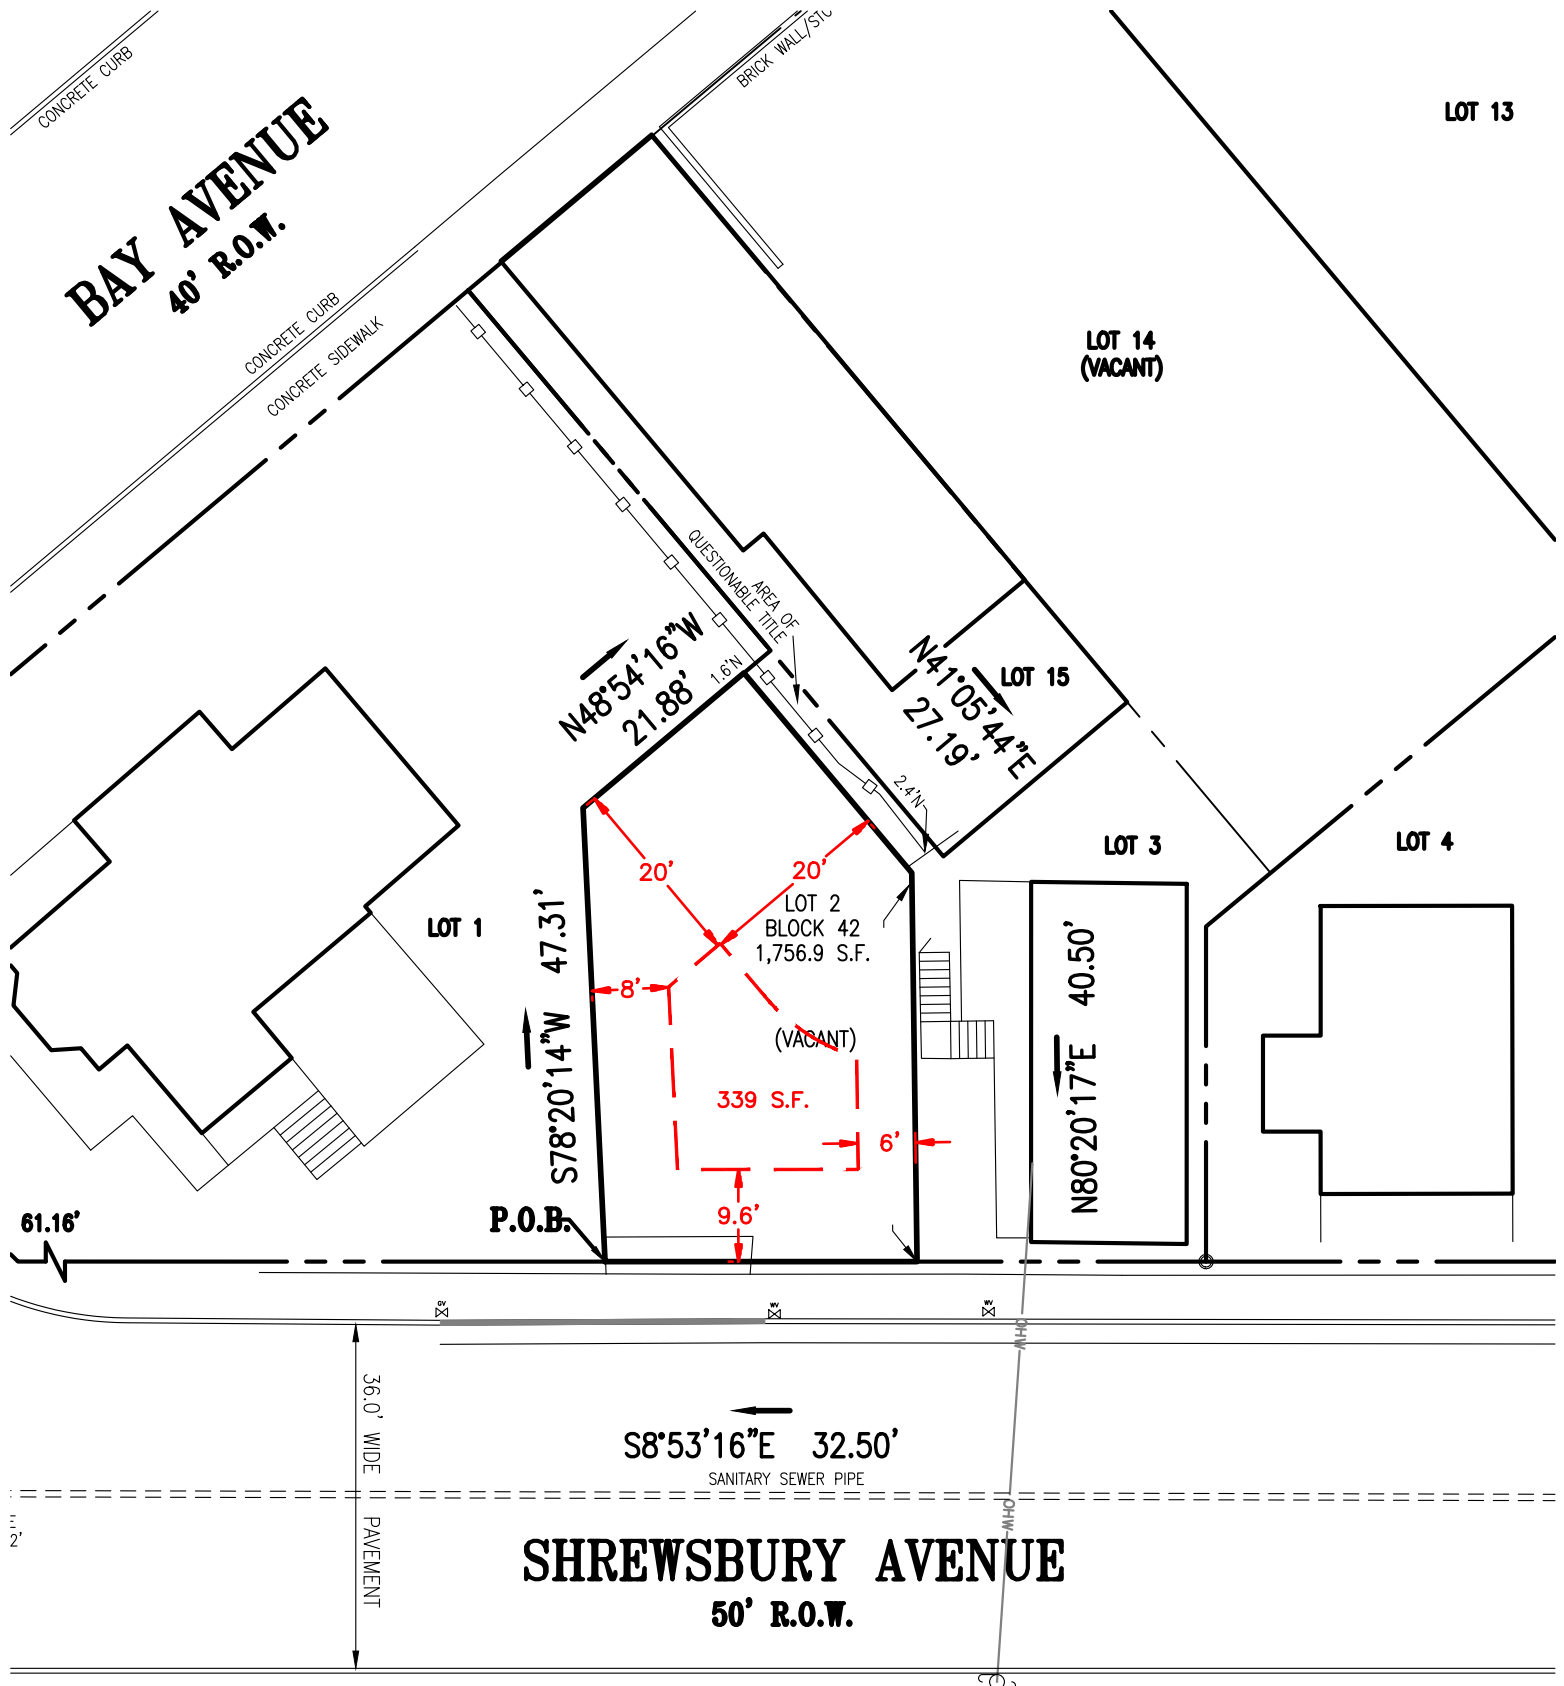 CONCRETE CURB
BRICK WALL/STO
LOT 13
BAY AVENUE
40' R.O.W.
CONCRETE CURB
CONCRETE SIDEWALK
LOT 14
(VACANT)
QUESTIONABLE TITLE
AREA OF
N48°54'16"W
21.88'
1.6'N
N41°05'44"E
27.19'
LOT 15
2.4'N
LOT 3
LOT 4
20'
20'
LOT 2
BLOCK 42
1,756.9 S.F.
LOT 1
S78°20'14"W 47.31'
8'
(VACANT)
N80°20'17"E 40.50'
339 S.F.
6'
9.6'
61.16'
P.O.B.
GV
WV
WV
OHW
36.0' WIDE PAVEMENT
S8°53'16"E 32.50'
SANITARY SEWER PIPE
OHW
E
2'
SHREWSBURY AVENUE
50' R.O.W.